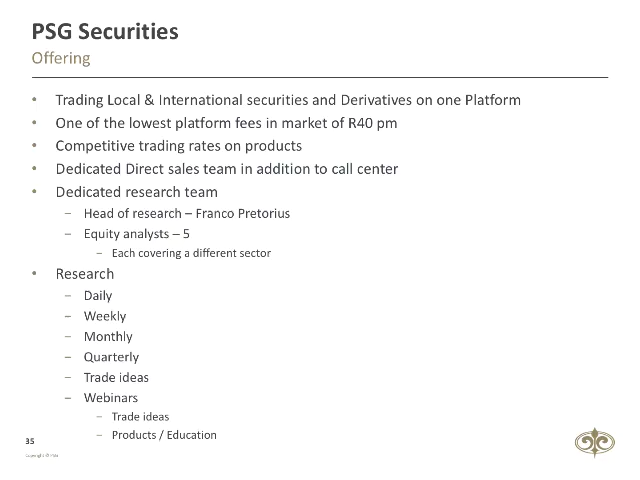 PSG Securities
Offering
• Trading Local & International securities and Derivatives on one Platform
• One of the lowest platform fees in market of R40 pm
• Competitive trading rates on products
• Dedicated Direct sales team in addition to call center
• Dedicated research team
– Head of research – Franco Pretorius
– Equity analysts – 5
– Each covering a different sector
• Research
– Daily
– Weekly
– Monthly
– Quarterly
– Trade ideas
– Webinars
– Trade ideas
– Products / Education
35
Copyright © PSG